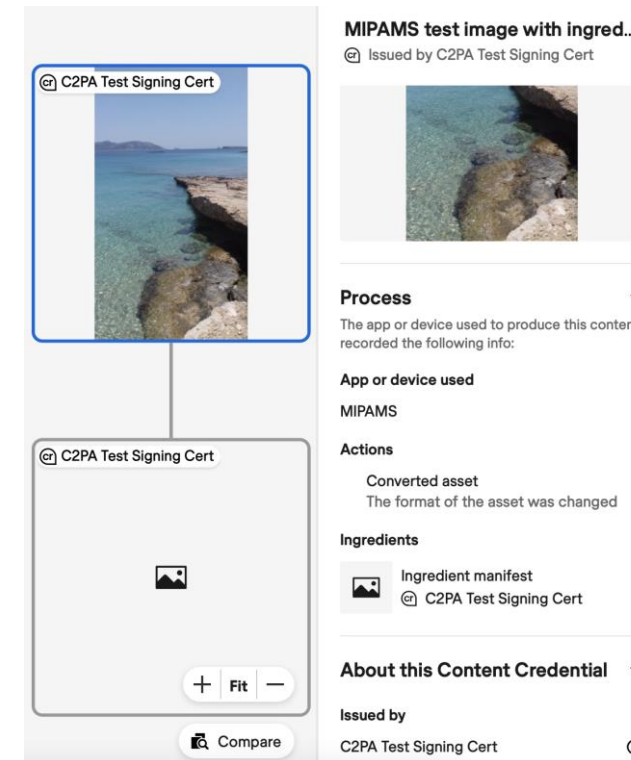 C2PA Test Signing Cert
C2PA Test Signing Cert
Fit
Compare
MIPAMS test image with ingred...
Issued by C2PA Test Signing Cert
Process
The app or device used to produce this conten
recorded the following info:
App or device used
MIPAMS
Actions
Converted asset
The format of the asset was changed
Ingredients
Ingredient manifest
C2PA Test Signing Cert
About this Content Credential
Issued by
C2PA Test Signing Cert